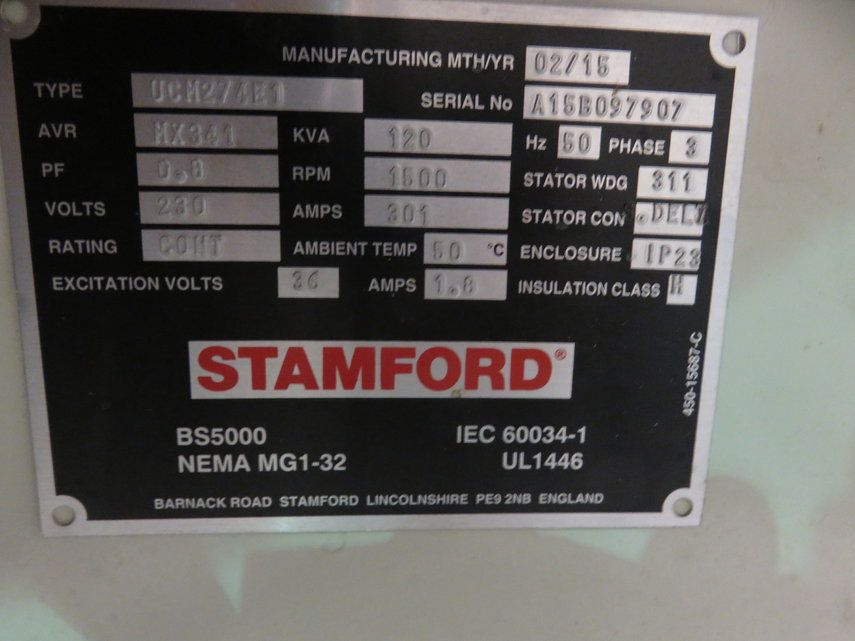 MANUFACTURING MTH/YR 02/15
TYPE UCM274E1 SERIAL No A15B097907
AVR MX341 KVA 120 Hz 50 PHASE 3
PF 0,8 RPM 1500 STATOR WDG 311
VOLTS 230 AMPS 301 STATOR CON .DELT
RATING CONT AMBIENT TEMP 50 °C ENCLOSURE IP23
EXCITATION VOLTS 36 AMPS 1.8 INSULATION CLASS H
STAMFORD®
450-15687-C
BS5000 IEC 60034-1
NEMA MG1-32 UL1446
BARNACK ROAD STAMFORD LINCOLNSHIRE PE9 2NB ENGLAND